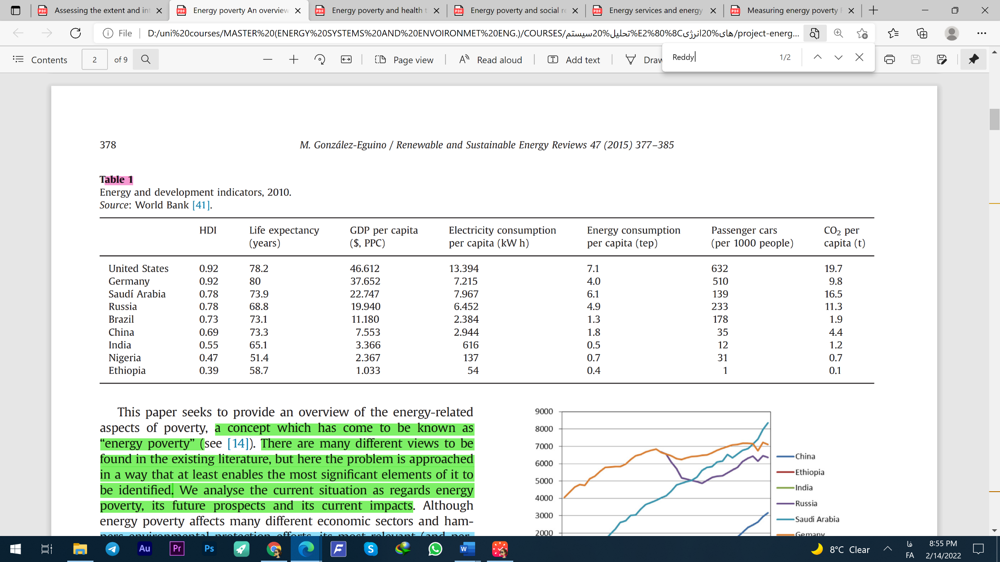 Assessing the extent and int
Energy poverty An overview
Energy poverty and health t
Energy poverty and social re
Energy services and energy
Measuring energy poverty F
File
D:/uni%20courses/MASTER%20(ENERGY%20SYSTEMS%20AND%20ENVOIRONMET%20ENG.)/COURSES/تحلیل%20سیستم%E2%80%8Cهای%20انرژی/project-energ...
Contents
2
of 9
Page view
Read aloud
Add text
Draw
Reddy
1/2
378
M. González-Eguino / Renewable and Sustainable Energy Reviews 47 (2015) 377–385
Table 1
Energy and development indicators, 2010.
Source: World Bank [41].
HDI Life expectancy GDP per capita Electricity consumption Energy consumption Passenger cars CO2 per
(years) ($, PPC) per capita (kW h) per capita (tep) (per 1000 people) capita (t)
United States 0.92 78.2 46.612 13.394 7.1 632 19.7
Germany 0.92 80 37.652 7.215 4.0 510 9.8
Saudí Arabia 0.78 73.9 22.747 7.967 6.1 139 16.5
Russia 0.78 68.8 19.940 6.452 4.9 233 11.3
Brazil 0.73 73.1 11.180 2.384 1.3 178 1.9
China 0.69 73.3 7.553 2.944 1.8 35 4.4
India 0.55 65.1 3.366 616 0.5 12 1.2
Nigeria 0.47 51.4 2.367 137 0.7 31 0.7
Ethiopia 0.39 58.7 1.033 54 0.4 1 0.1
This paper seeks to provide an overview of the energy-related
aspects of poverty, a concept which has come to be known as
“energy poverty” (see [14]). There are many different views to be
found in the existing literature, but here the problem is approached
in a way that at least enables the most significant elements of it to
be identified. We analyse the current situation as regards energy
poverty, its future prospects and its current impacts. Although
energy poverty affects many different economic sectors and ham-
pers environmental protection efforts, its most relevant (and per-
9000
8000
7000
6000
5000
4000
3000
2000
China
Ethiopia
India
Russia
Saudi Arabia
Gemany
Au
Pr
Ps
8°C Clear
فا
FA
8:55 PM
2/14/2022